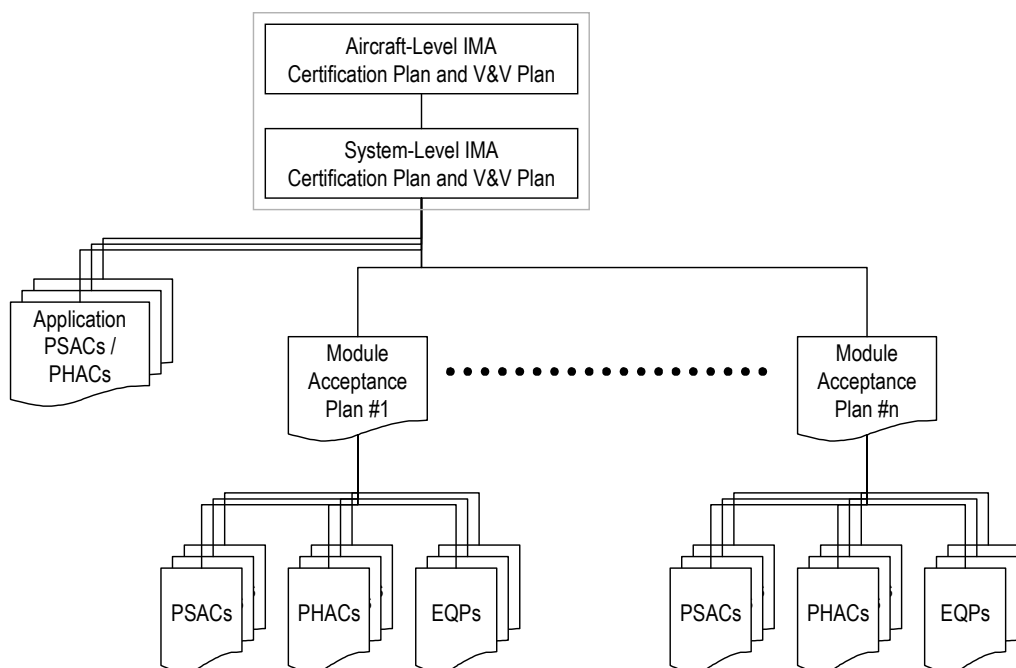 Aircraft-Level IMA
Certification Plan and V&V Plan
System-Level IMA
Certification Plan and V&V Plan
Application
PSACs /
PHACs
Module
Acceptance
Plan #1
Module
Acceptance
Plan #n
PSACs
PHACs
EQPs
PSACs
PHACs
EQPs